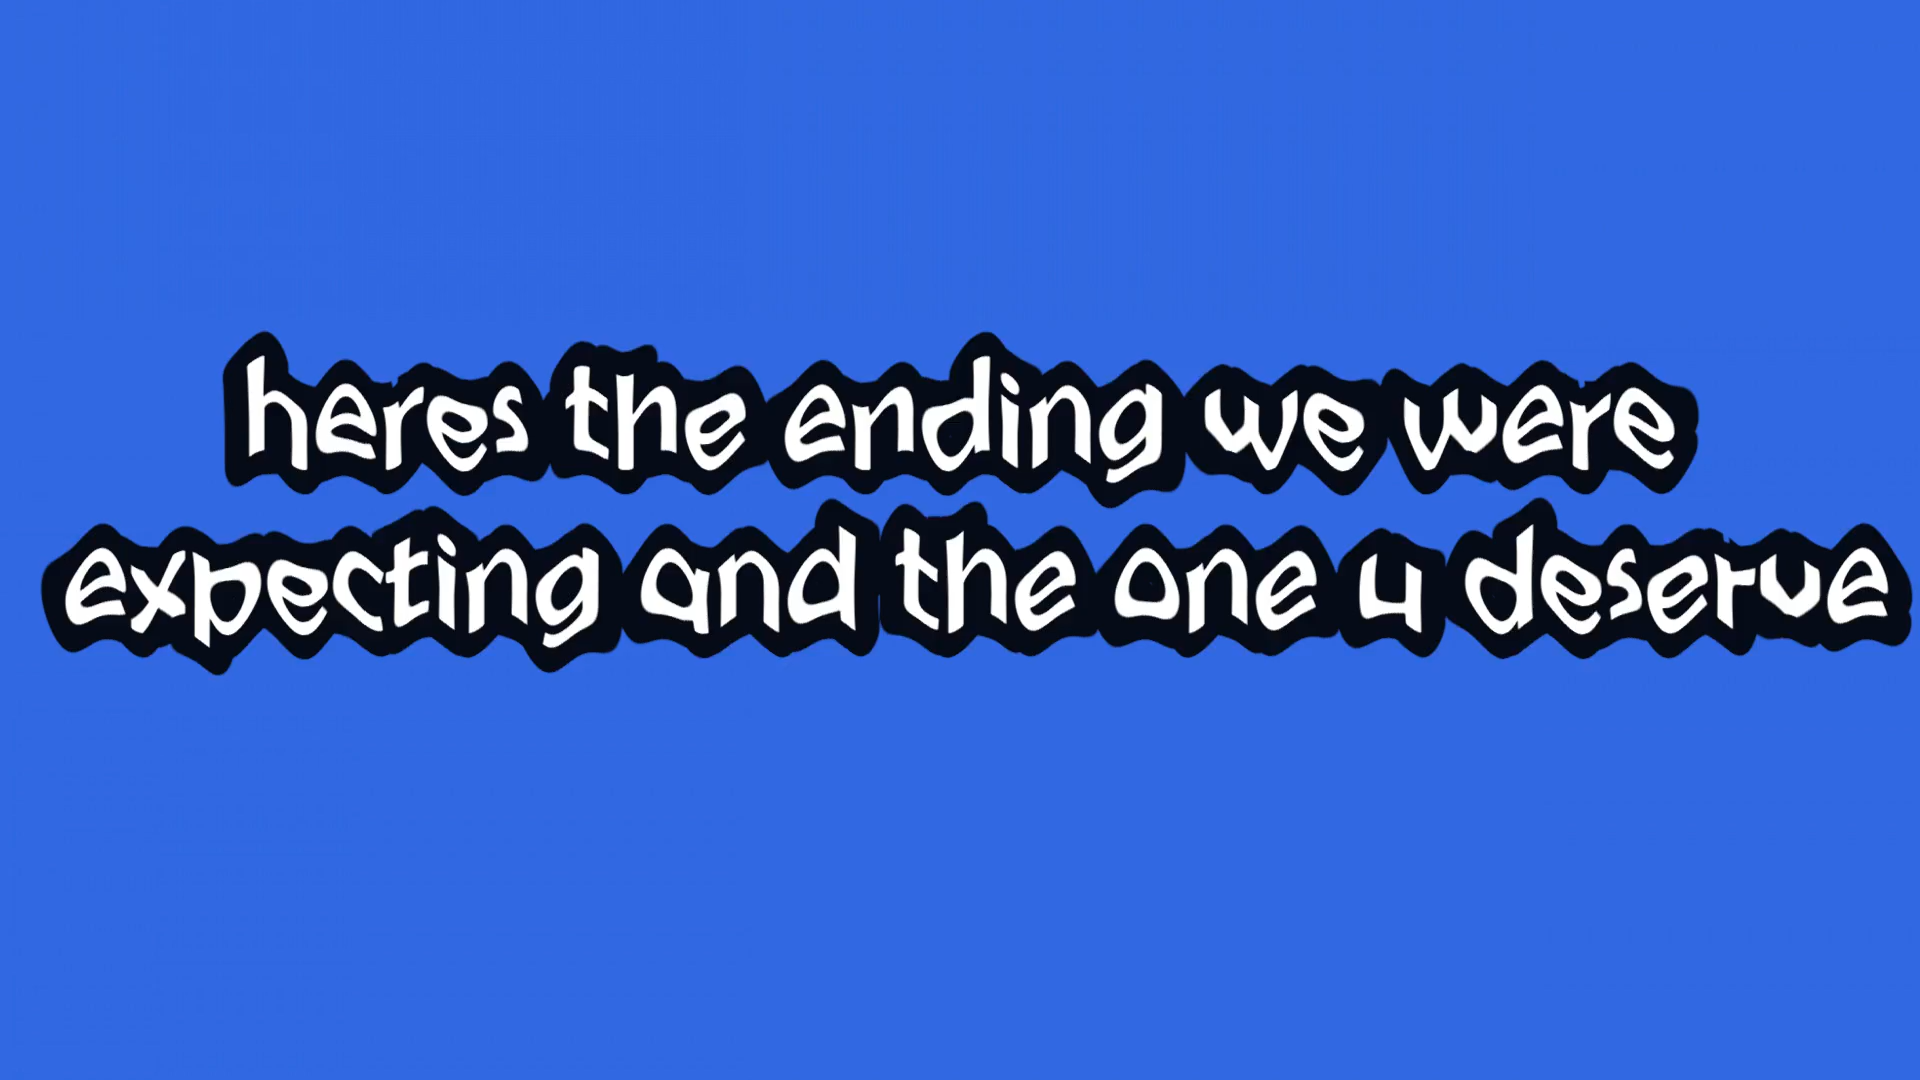 heres the ending we were
expecting and the one u deserve